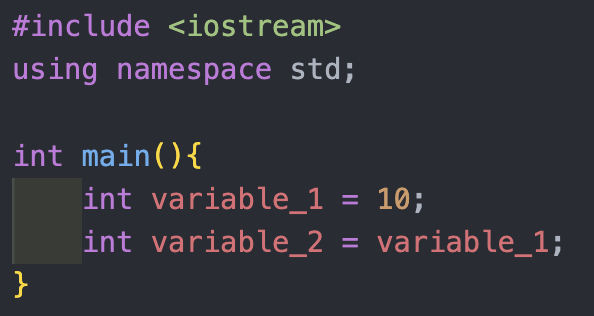 #include <iostream>
using namespace std;
int main(){
    int variable_1 = 10;
    int variable_2 = variable_1;
}